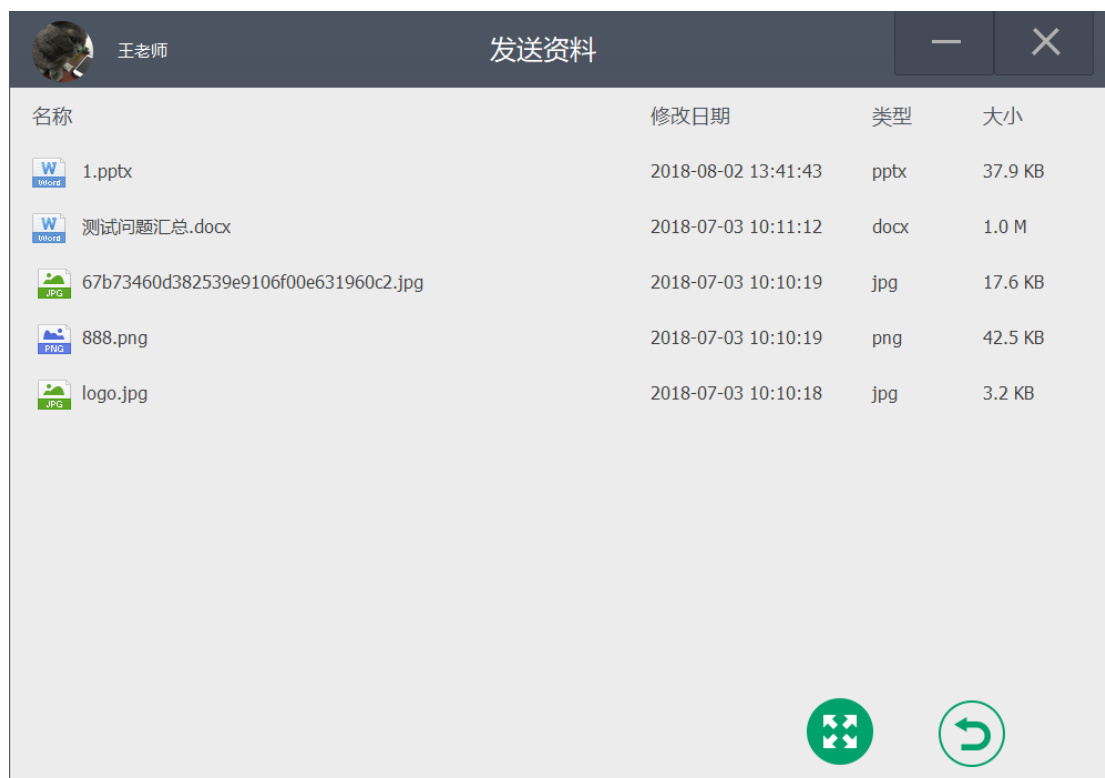 王老师 发送资料
名称 修改日期 类型 大小
W Word 1.pptx 2018-08-02 13:41:43 pptx 37.9 KB
W Word 测试问题汇总.docx 2018-07-03 10:11:12 docx 1.0 M
JPG 67b73460d382539e9106f00e631960c2.jpg 2018-07-03 10:10:19 jpg 17.6 KB
PNG 888.png 2018-07-03 10:10:19 png 42.5 KB
JPG logo.jpg 2018-07-03 10:10:18 jpg 3.2 KB